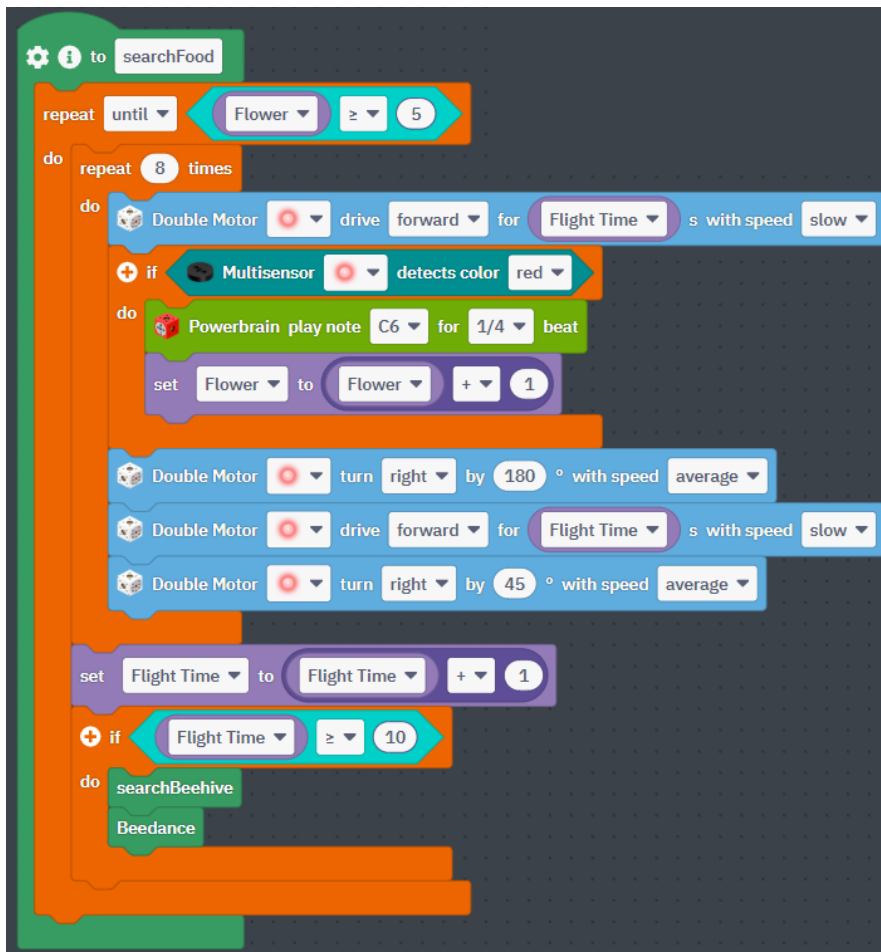 to searchFood
repeat until Flower ≥ 5
do repeat 8 times
do Double Motor drive forward for Flight Time s with speed slow
if Multisensor detects color red
do Powerbrain play note C6 for 1/4 beat
set Flower to Flower + 1
Double Motor turn right by 180 ° with speed average
Double Motor drive forward for Flight Time s with speed slow
Double Motor turn right by 45 ° with speed average
set Flight Time to Flight Time + 1
if Flight Time ≥ 10
do searchBeehive
Beedance